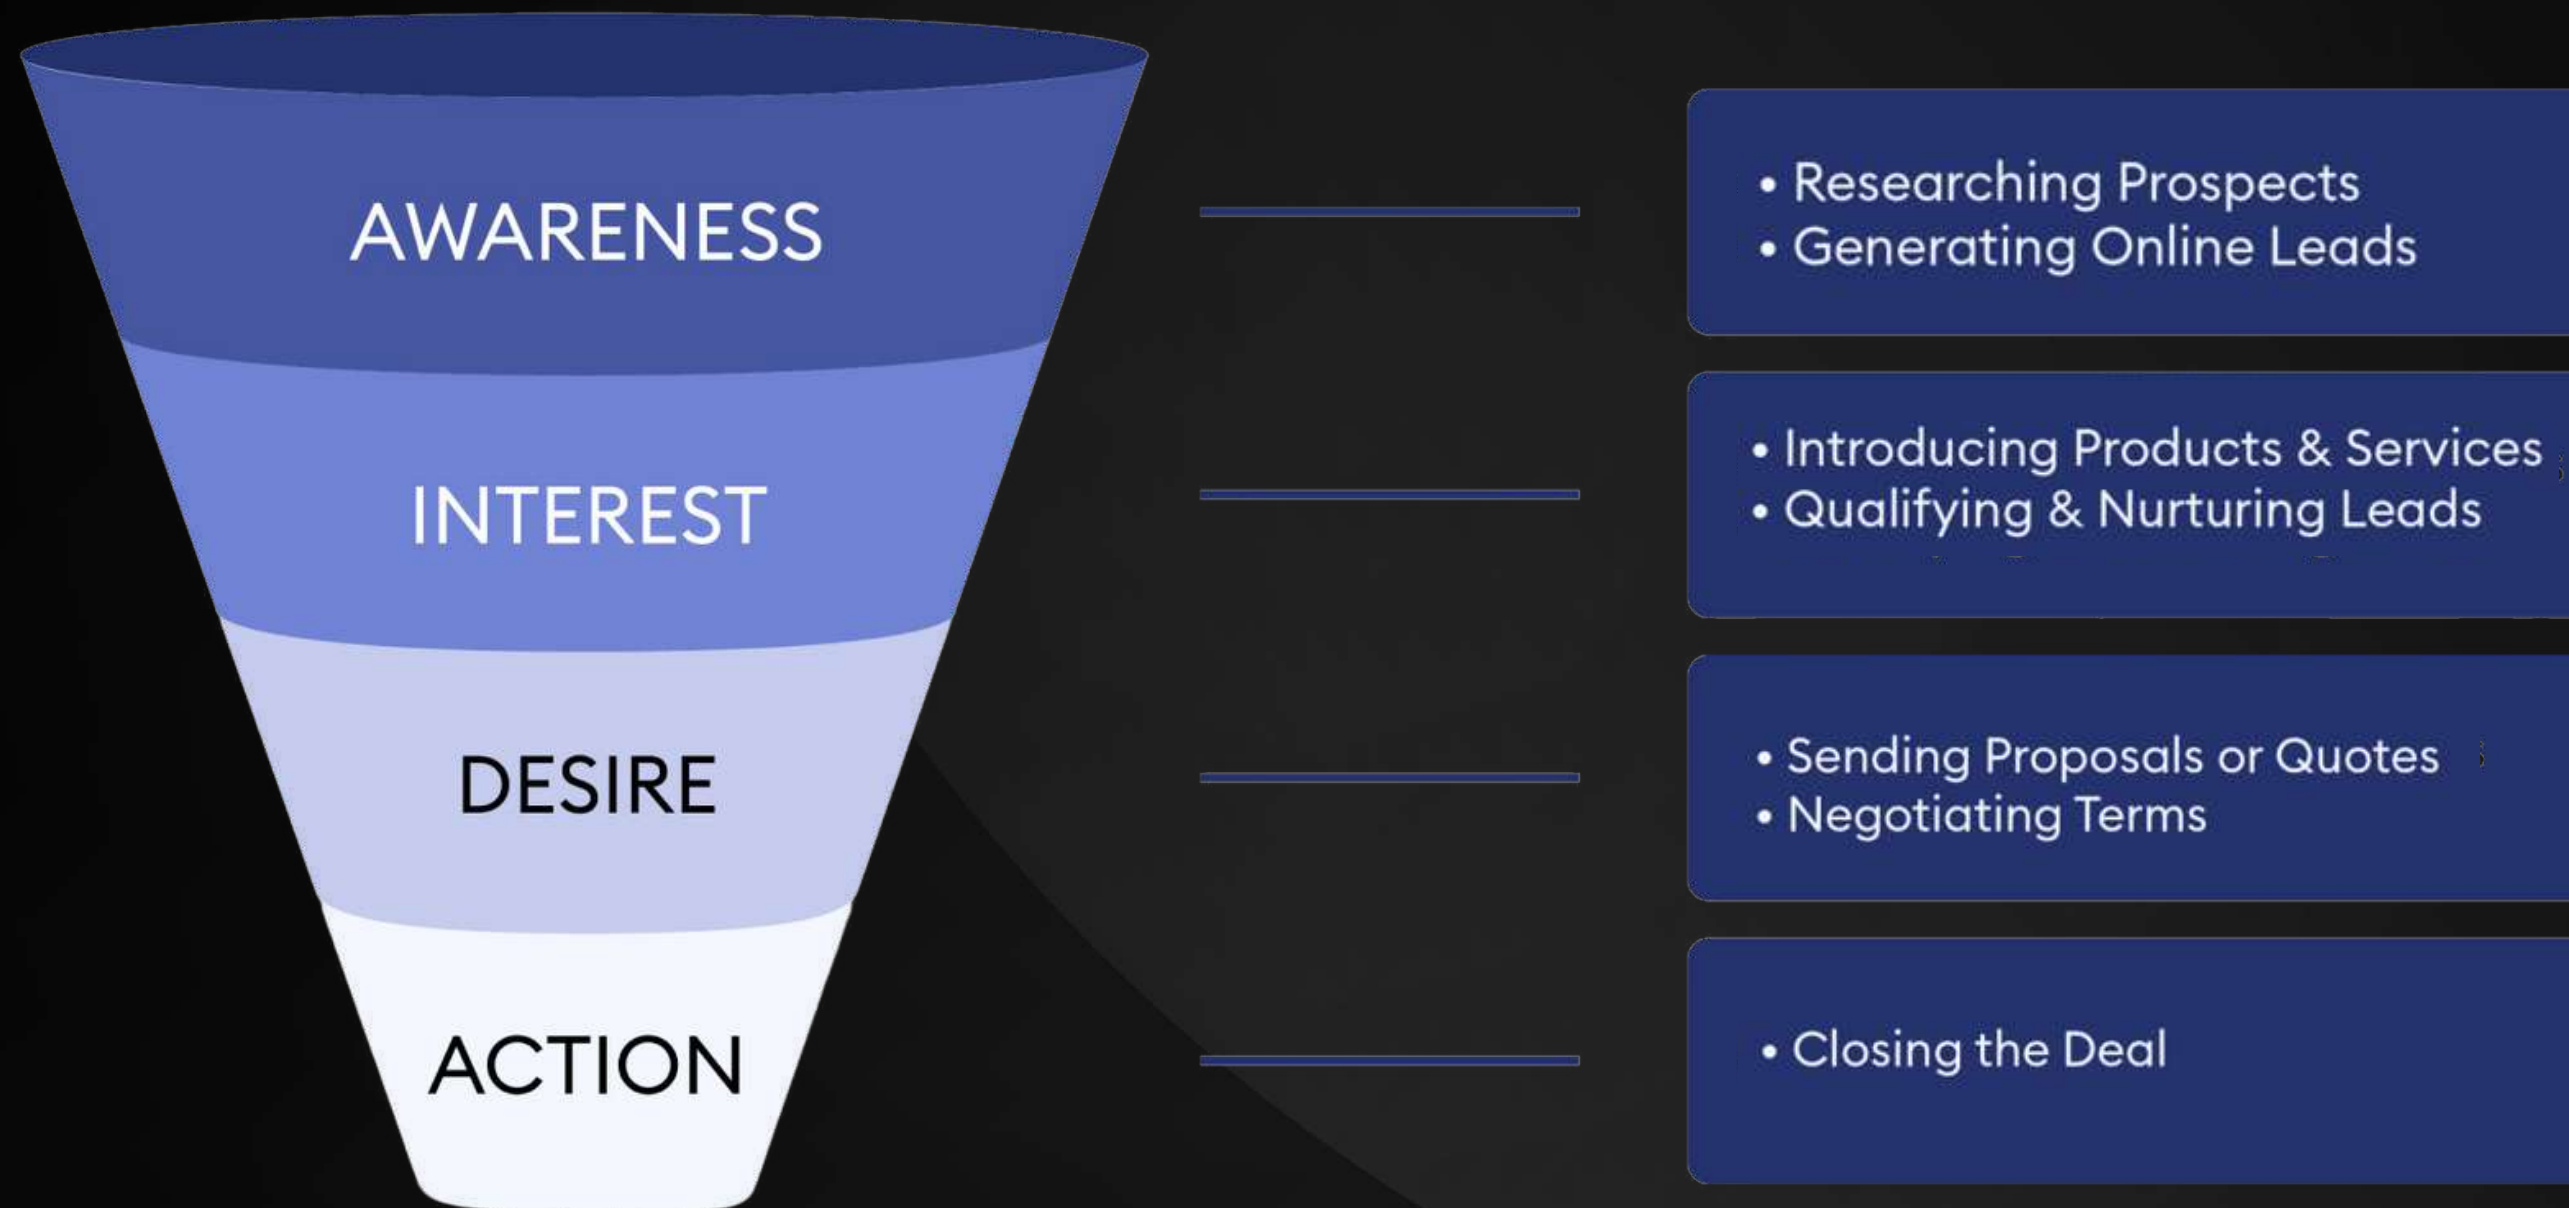 AWARENESS
• Researching Prospects
• Generating Online Leads
INTEREST
• Introducing Products & Services
• Qualifying & Nurturing Leads
DESIRE
• Sending Proposals or Quotes
• Negotiating Terms
ACTION
• Closing the Deal